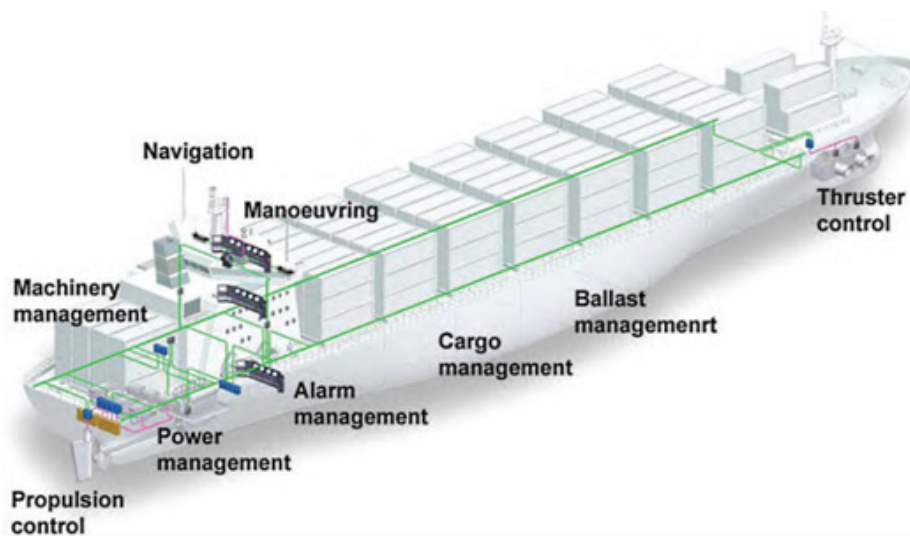 Navigation
Manoeuvring
Thruster
control
Machinery
management
Ballast
managemenrt
Cargo
management
Alarm
management
Power
management
Propulsion
control